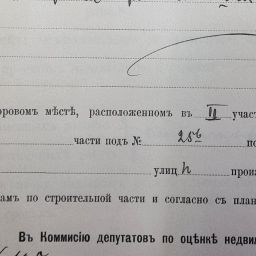 оровомъ мѣстѣ, расположенномъ въ II участ
части подъ № 256 по
улиц произ
амъ по строительной части и согласно съ план
Въ Коммисію депутатовъ по оцѣнкѣ недвиж